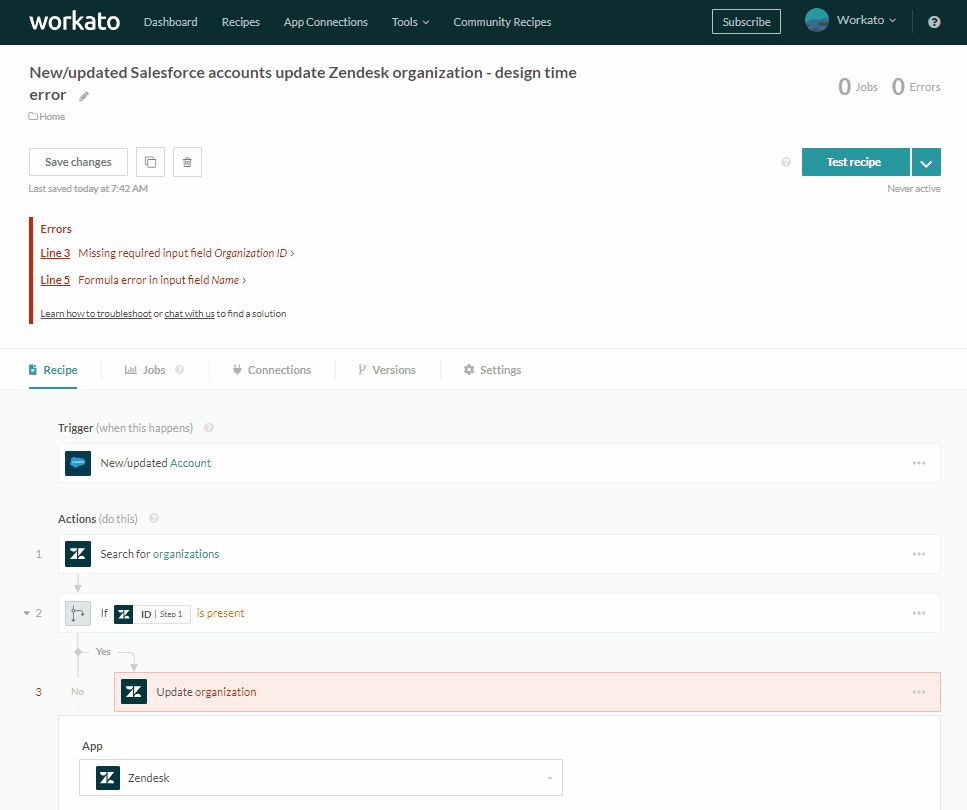 workato Dashboard Recipes App Connections Tools Community Recipes Subscribe Workato ?
New/updated Salesforce accounts update Zendesk organization - design time
error
0 Jobs 0 Errors
Home
Save changes ? Test recipe
Last saved today at 7:42 AM Never active
Errors
Line 3 Missing required input field Organization ID >
Line 5 Formula error in input field Name >
Learn how to troubleshoot or chat with us to find a solution
Recipe Jobs ? Connections Versions Settings
Trigger (when this happens) ?
New/updated Account
Actions (do this) ?
1 Search for organizations
2 If ID | Step 1 is present
Yes
3 No Update organization
App
Zendesk